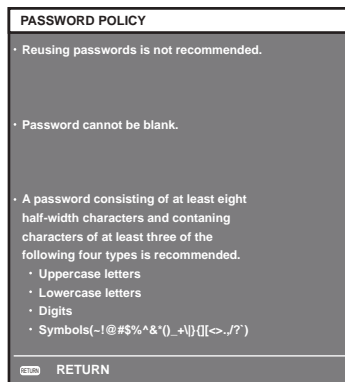 PASSWORD POLICY
・Reusing passwords is not recommended.
・Password cannot be blank.
・A password consisting of at least eight
half-width characters and contaning
characters of at least three of the
following four types is recommended.
・Uppercase letters
・Lowercase letters
・Digits
・Symbols(~!@#$%^&*()_+\|}{][<>.,/?`)
RETURN RETURN